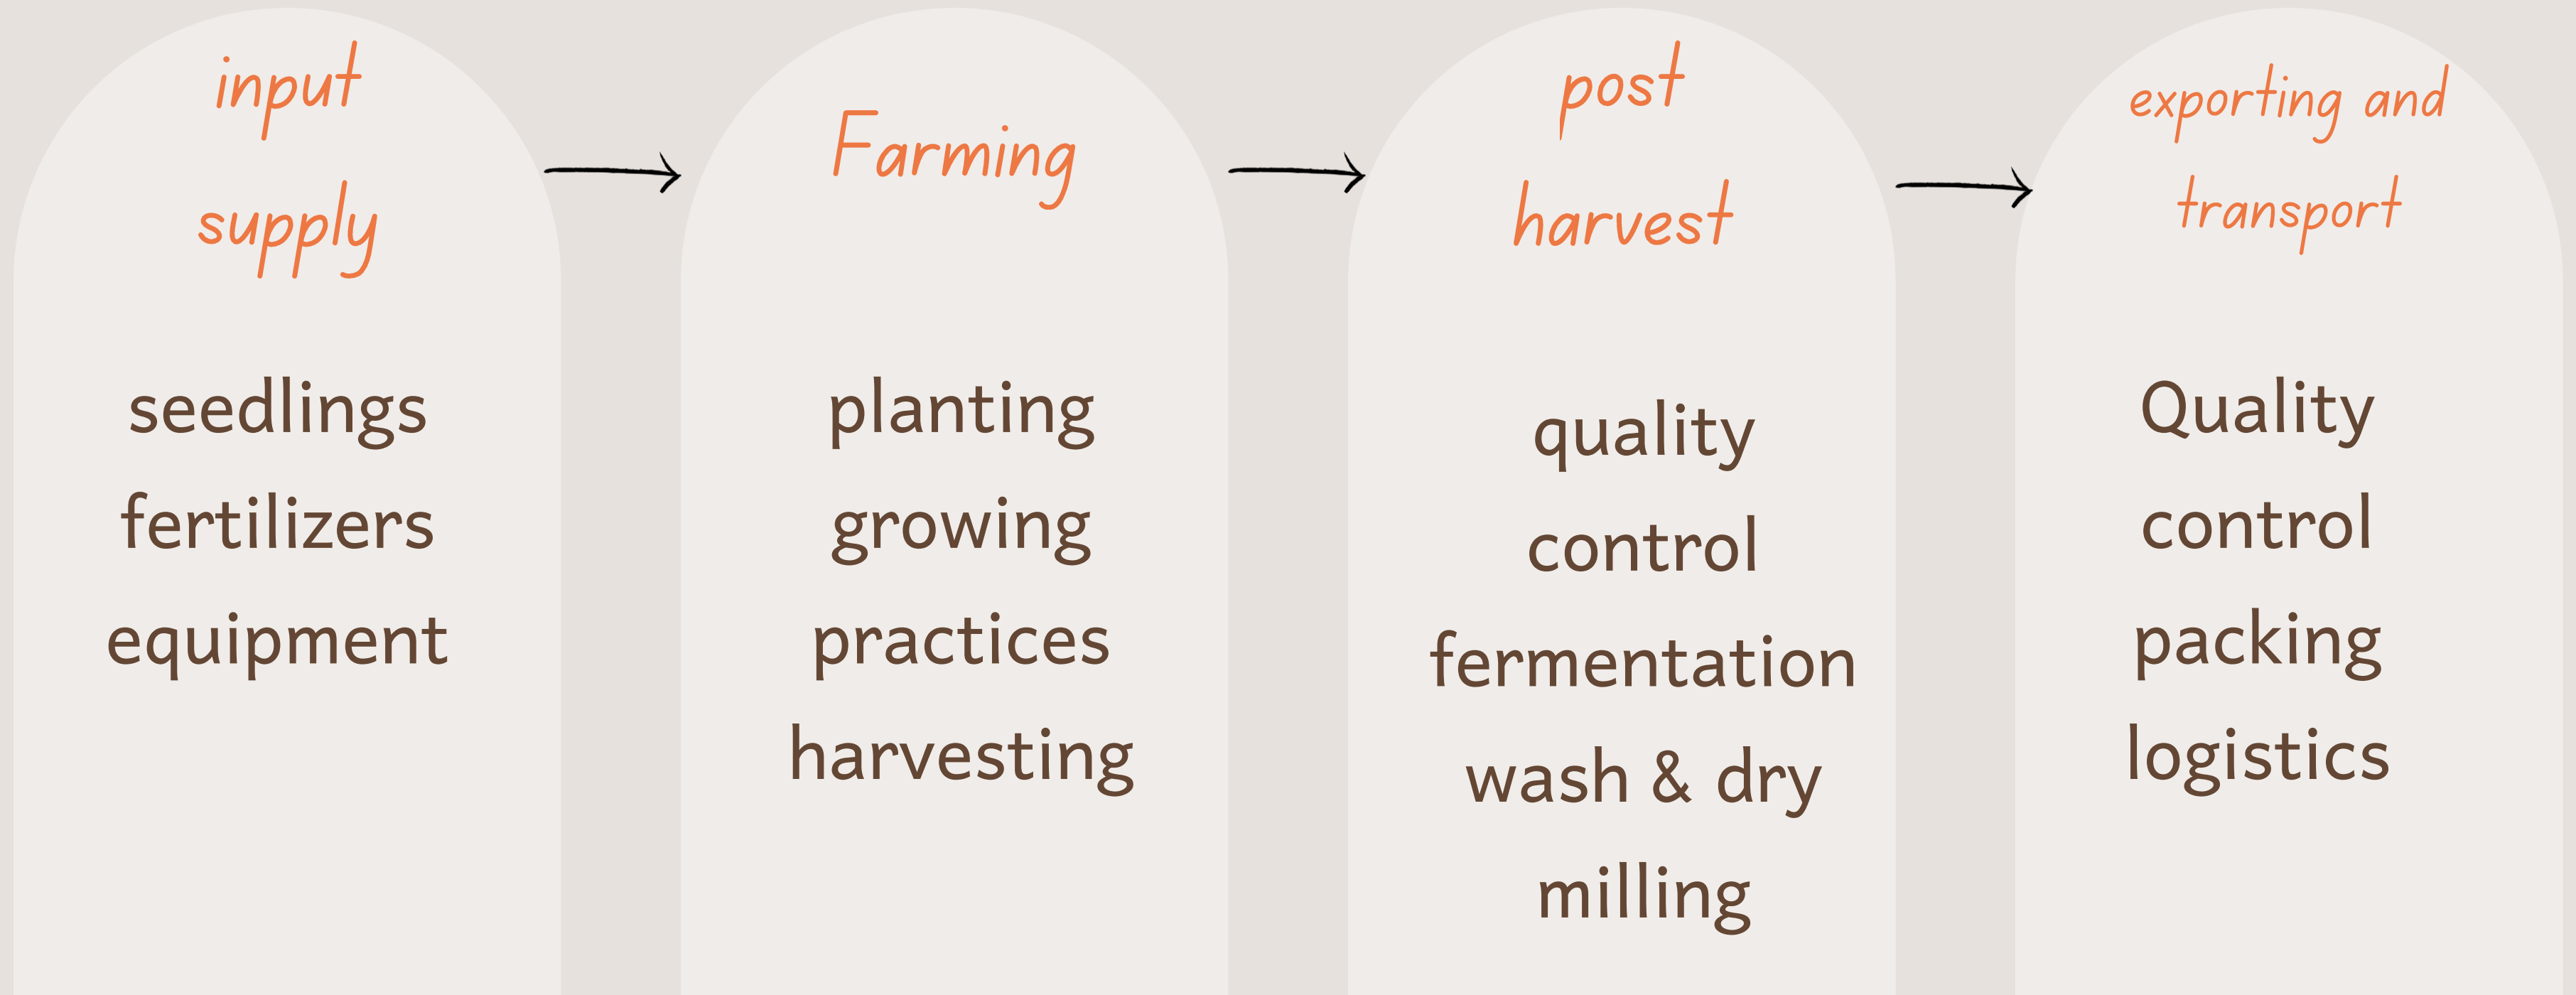 input
supply
seedlings
fertilizers
equipment
Farming
planting
growing
practices
harvesting
post
harvest
quality
control
fermentation
wash & dry
milling
exporting and
transport
Quality
control
packing
logistics